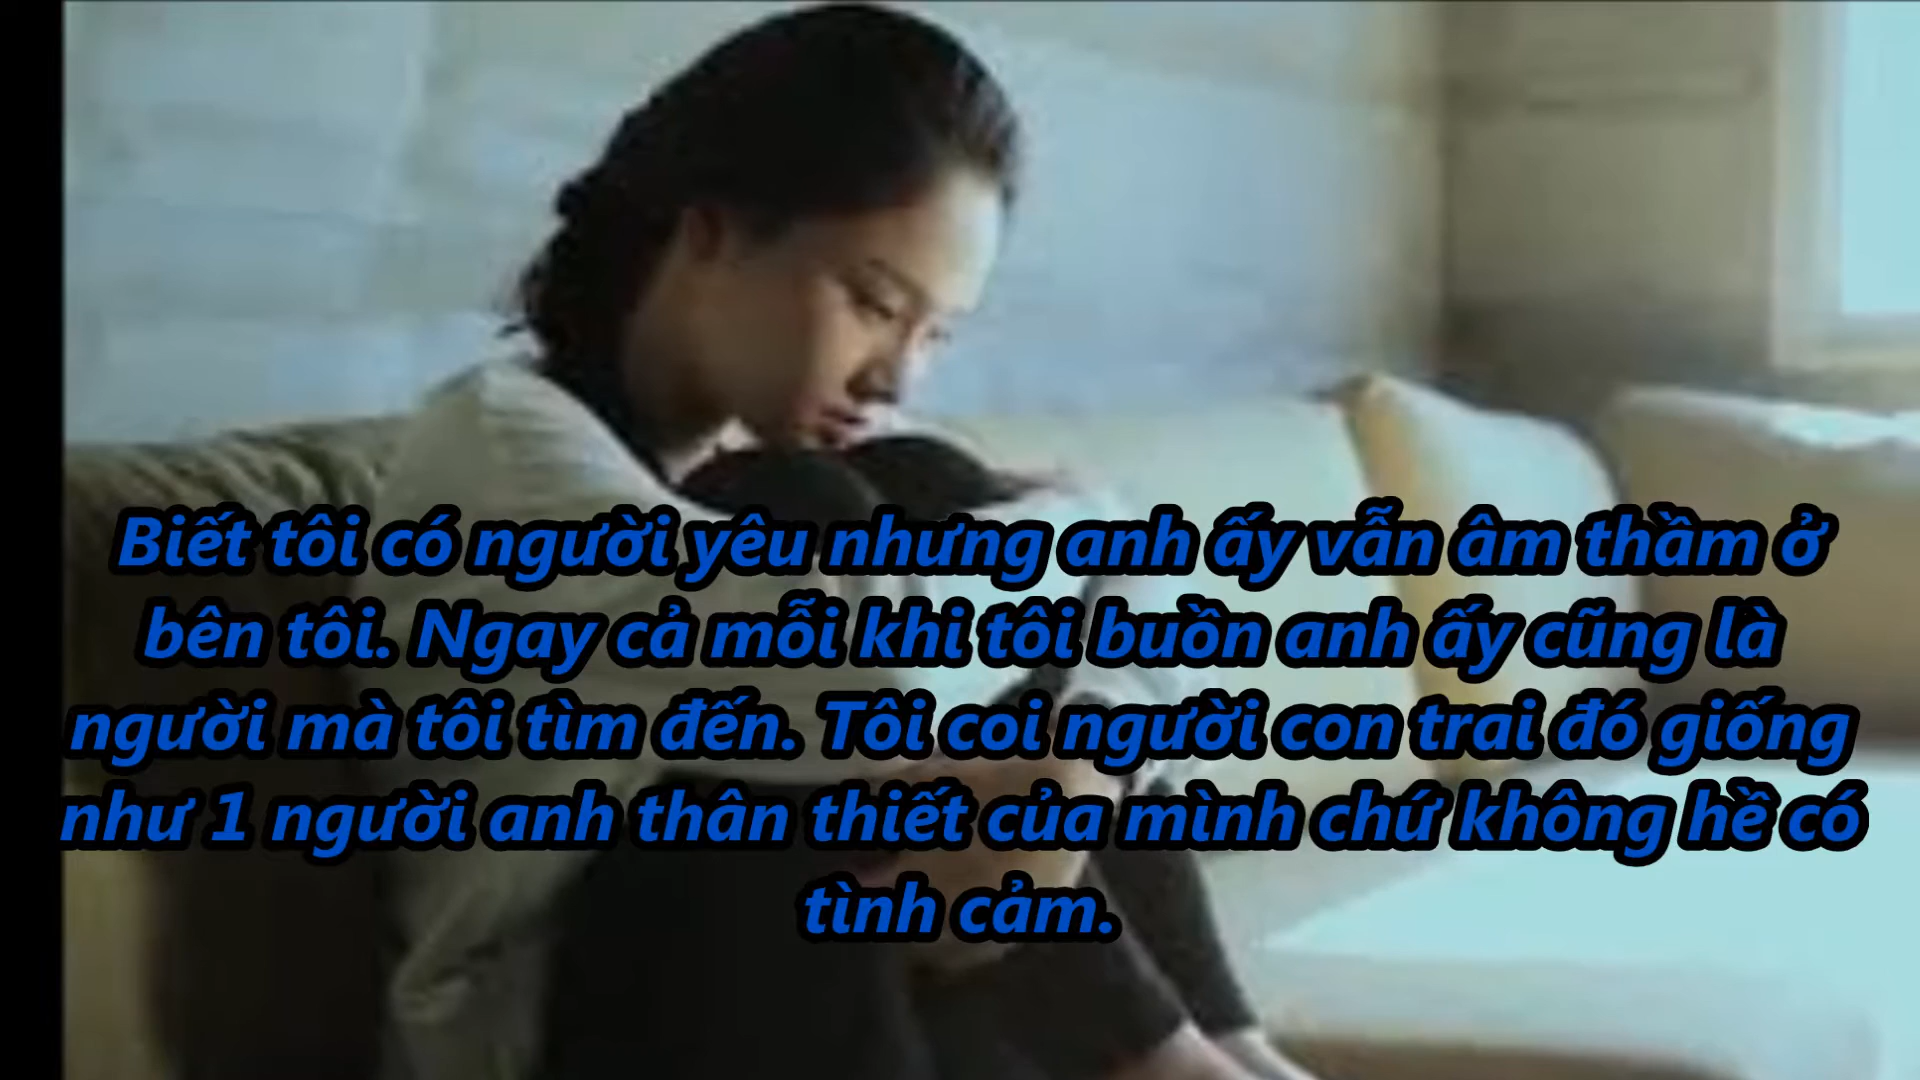 Biết tôi có người yêu nhưng anh ấy vẫn âm thầm ở
bên tôi. Ngay cả mỗi khi tôi buồn anh ấy cũng là
người mà tôi tìm đến. Tôi coi người con trai đó giống
như 1 người anh thân thiết của mình chứ không hề có
tình cảm.